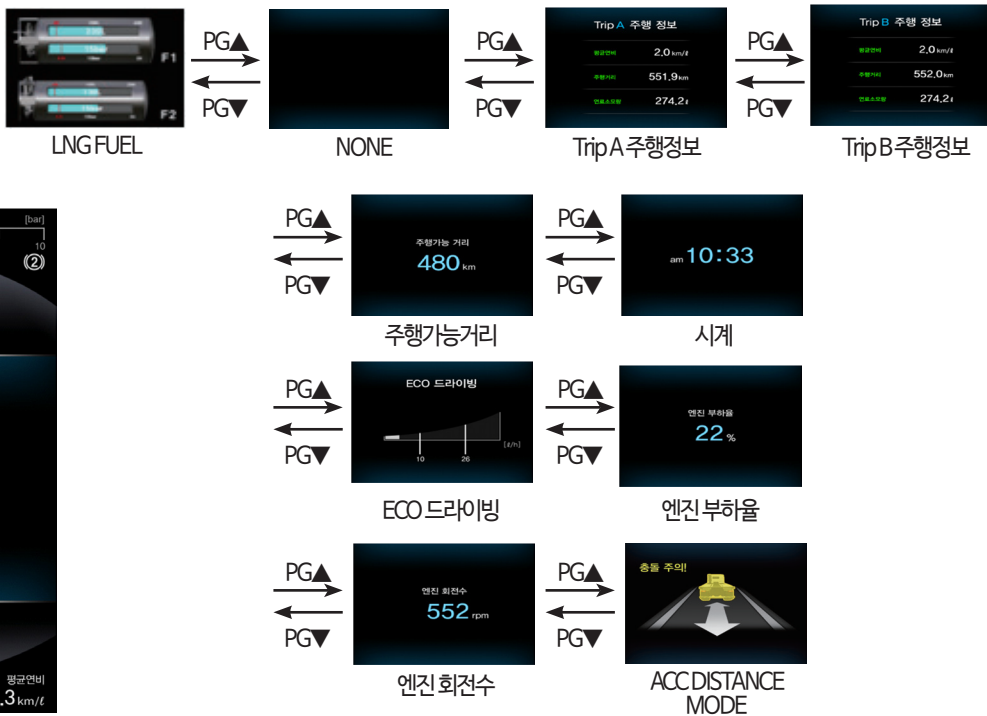 F1
F2
LNG FUEL
PG▲
PG▼
NONE
PG▲
PG▼
Trip A 주행 정보
평균연비 2.0 km/ℓ
주행거리 551.9 km
연료소모량 274.2 ℓ
Trip A 주행정보
PG▲
PG▼
Trip B 주행 정보
평균연비 2.0 km/ℓ
주행거리 552.0 km
연료소모량 274.2 ℓ
Trip B 주행정보
[bar]
10
((2))
평균연비
.3 km/ℓ
PG▲
PG▼
주행가능 거리
480 km
주행가능거리
PG▲
PG▼
am 10:33
시계
PG▲
PG▼
ECO 드라이빙
[ℓ/h]
10 26
ECO 드라이빙
PG▲
PG▼
엔진 부하율
22 %
엔진 부하율
PG▲
PG▼
엔진 회전수
552 rpm
엔진 회전수
PG▲
PG▼
충돌 주의!
ACC DISTANCE
MODE